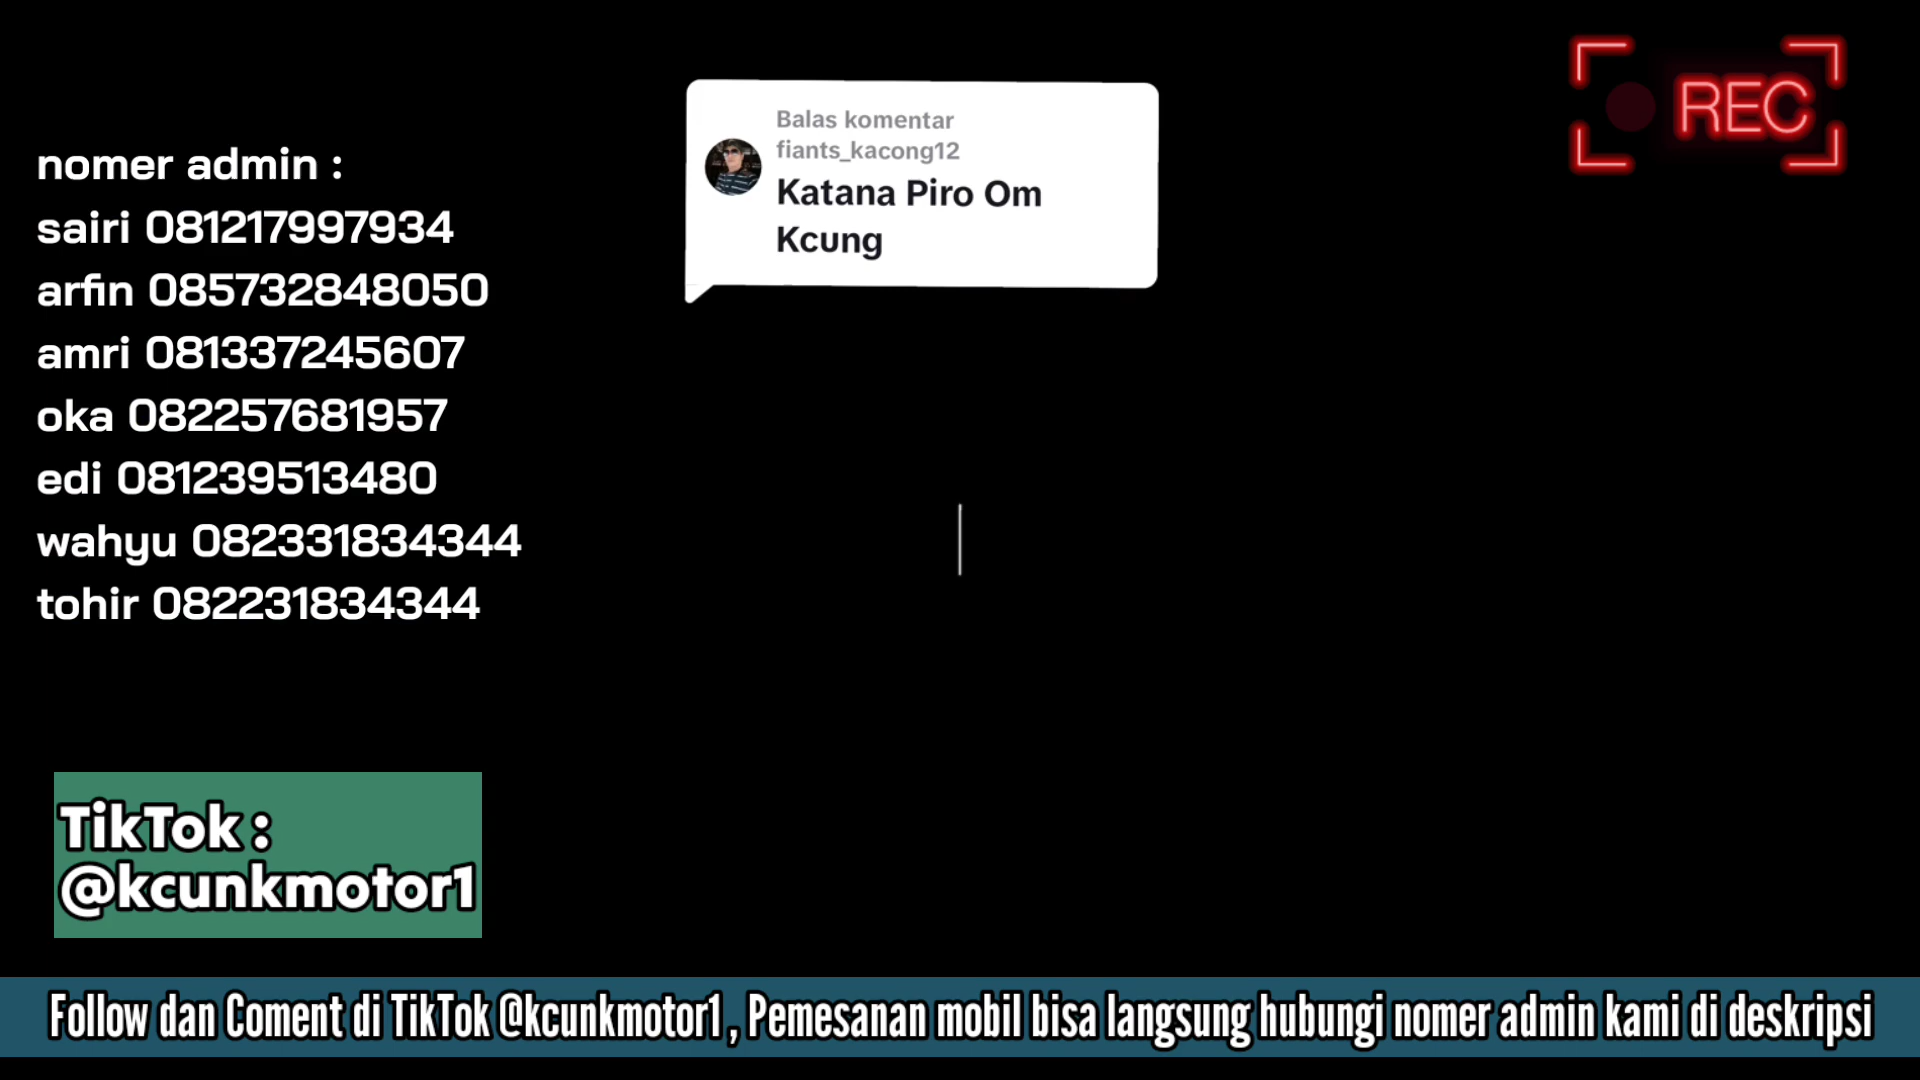 nomer admin :
sairi 081217997934
arfin 085732848050
amri 081337245607
oka 082257681957
edi 081239513480
wahyu 082331834344
tohir 082231834344
Balas komentar
fiants_kacong12
Katana Piro Om
Kcung
REC
TikTok :
@kcunkmotor1
Follow dan Coment di TikTok @kcunkmotor1 , Pemesanan mobil bisa langsung hubungi nomer admin kami di deskripsi